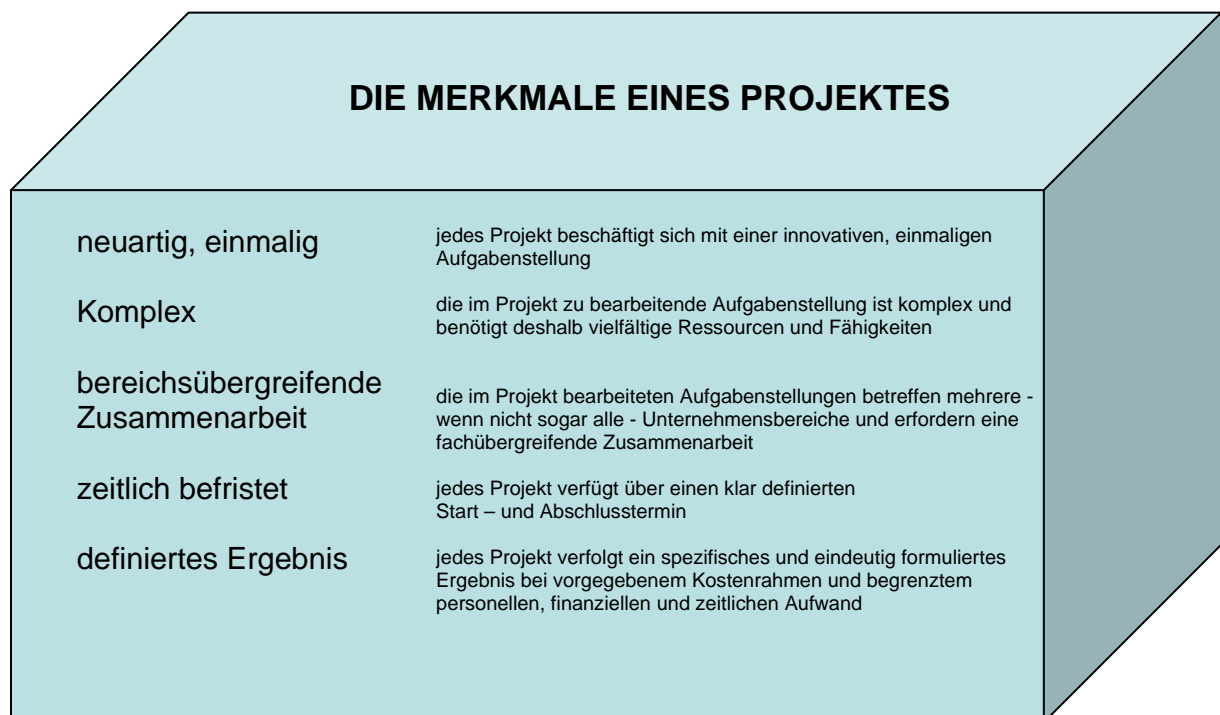 DIE MERKMALE EINES PROJEKTES
neuartig, einmalig
jedes Projekt beschäftigt sich mit einer innovativen, einmaligen
Aufgabenstellung
Komplex
die im Projekt zu bearbeitende Aufgabenstellung ist komplex und
benötigt deshalb vielfältige Ressourcen und Fähigkeiten
bereichsübergreifende
Zusammenarbeit
die im Projekt bearbeiteten Aufgabenstellungen betreffen mehrere -
wenn nicht sogar alle - Unternehmensbereiche und erfordern eine
fachübergreifende Zusammenarbeit
zeitlich befristet
jedes Projekt verfügt über einen klar definierten
Start – und Abschlusstermin
definiertes Ergebnis
jedes Projekt verfolgt ein spezifisches und eindeutig formuliertes
Ergebnis bei vorgegebenem Kostenrahmen und begrenztem
personellen, finanziellen und zeitlichen Aufwand